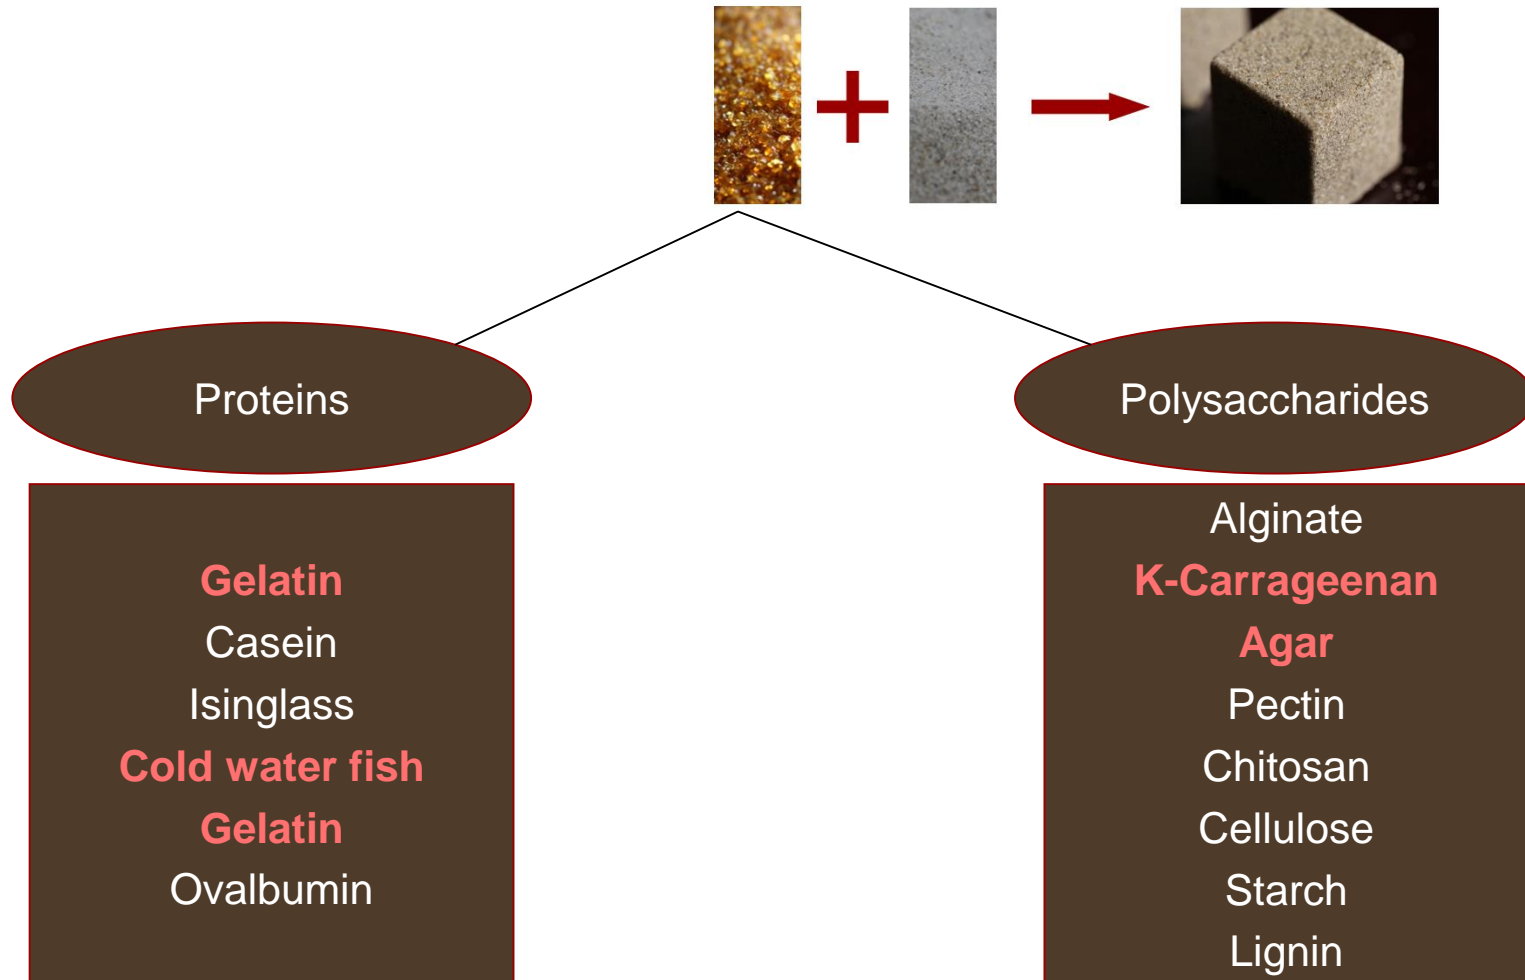 Proteins
Gelatin
Casein
Isinglass
Cold water fish
Gelatin
Ovalbumin
Polysaccharides
Alginate
K-Carrageenan
Agar
Pectin
Chitosan
Cellulose
Starch
Lignin